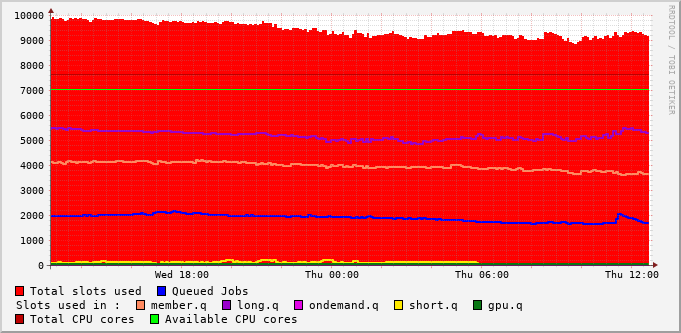 RRDTOOL / TOBI OETIKER
10000
9000
8000
7000
6000
5000
4000
3000
2000
1000
0
Wed 18:00 Thu 00:00 Thu 06:00 Thu 12:00
Total slots used Queued Jobs
Slots used in : member.q long.q ondemand.q short.q gpu.q
Total CPU cores Available CPU cores